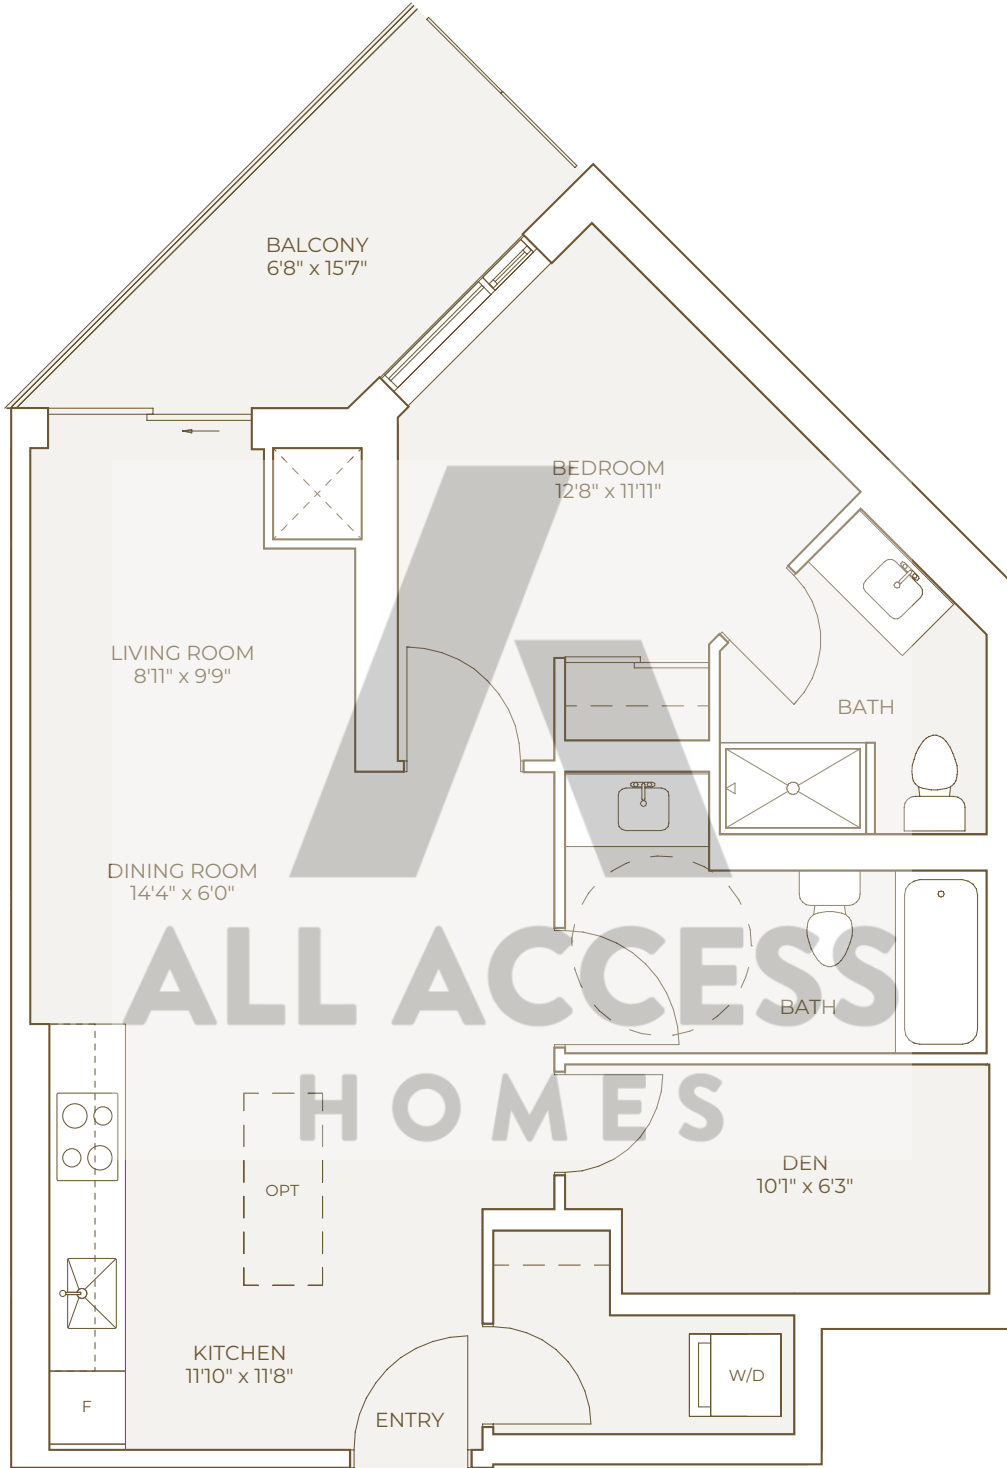 BALCONY
6'8" x 15'7"
BEDROOM
12'8" x 11'11"
LIVING ROOM
8'11" x 9'9"
BATH
DINING ROOM
14'4" x 6'0"
ALL ACCESS
HOMES
BATH
DEN
10'1" x 6'3"
OPT
KITCHEN
11'10" x 11'8"
W/D
F
ENTRY